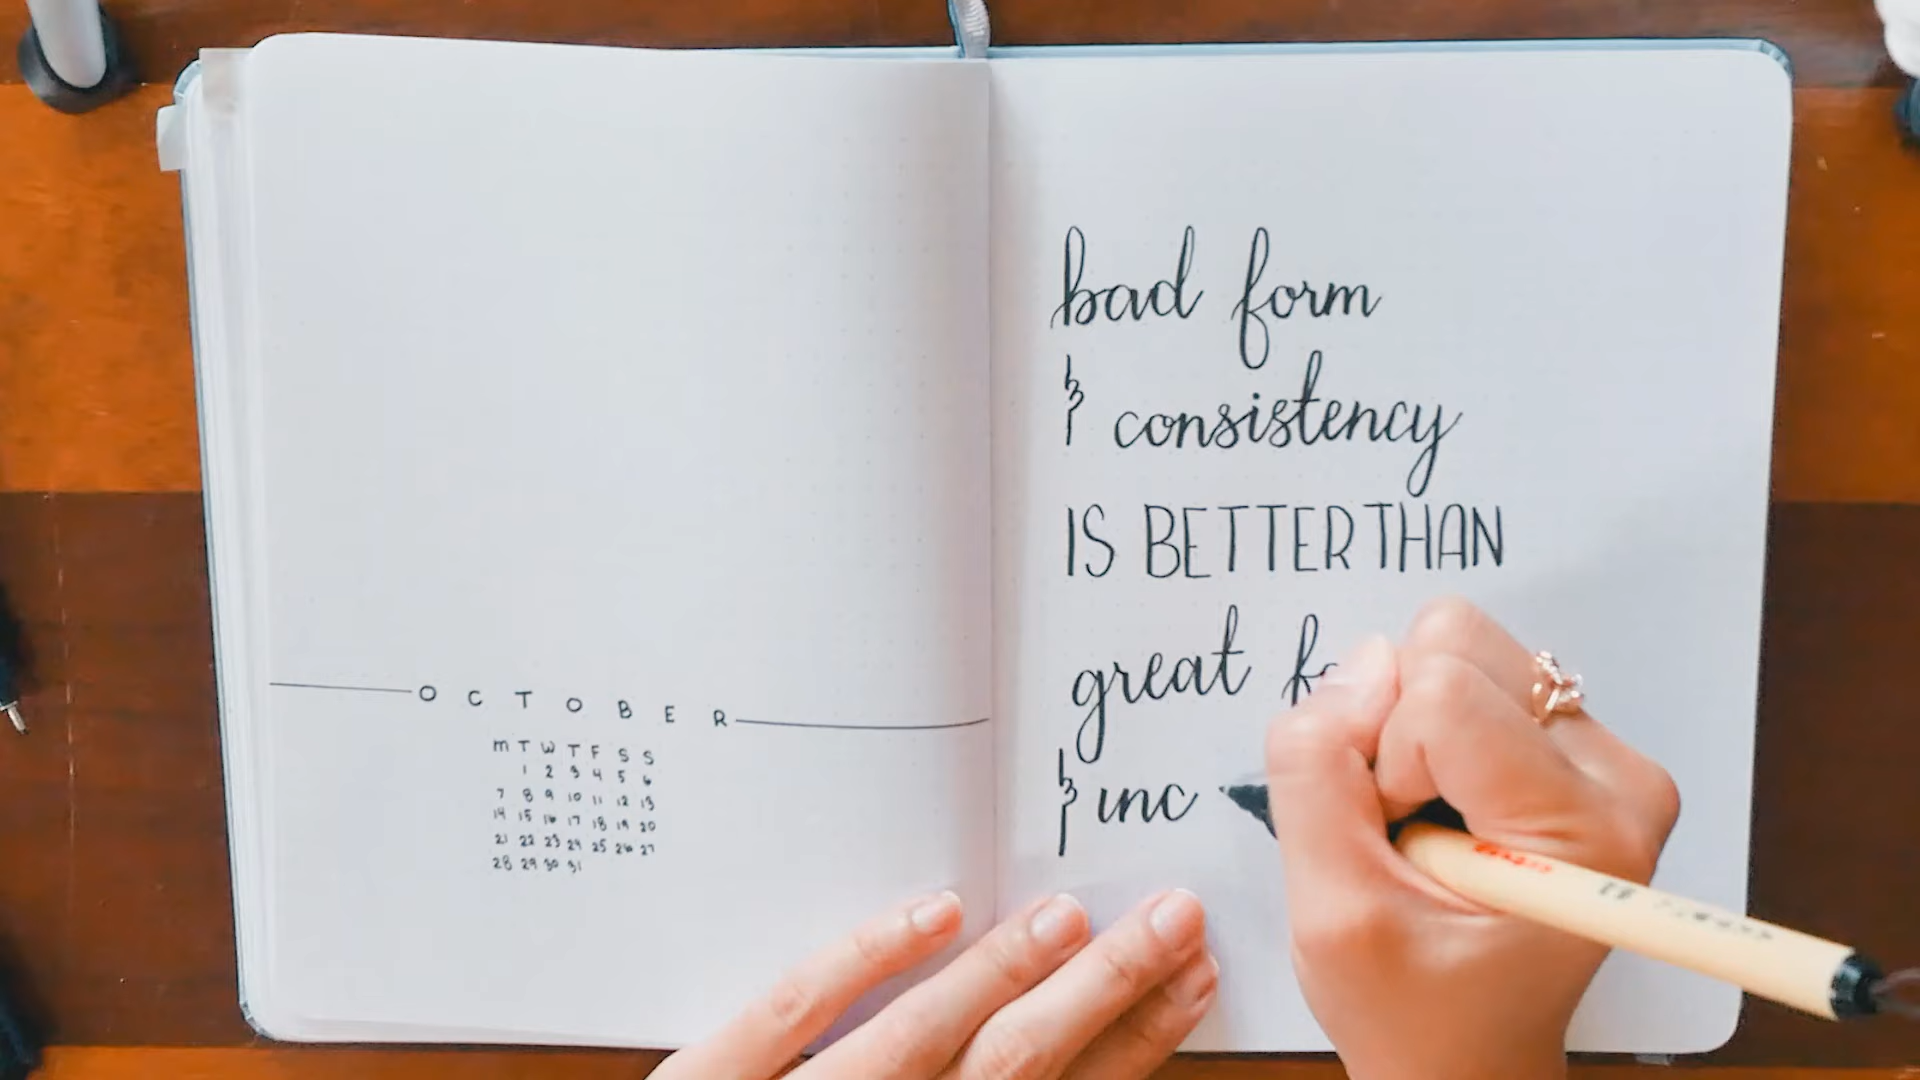 O C T O B E R
M T W T F S S
1 2 3 4 5 6
7 8 9 10 11 12 13
14 15 16 17 18 19 20
21 22 23 24 25 26 27
28 29 30 31
bad form
& consistency
IS BETTER THAN
great fo
& inc